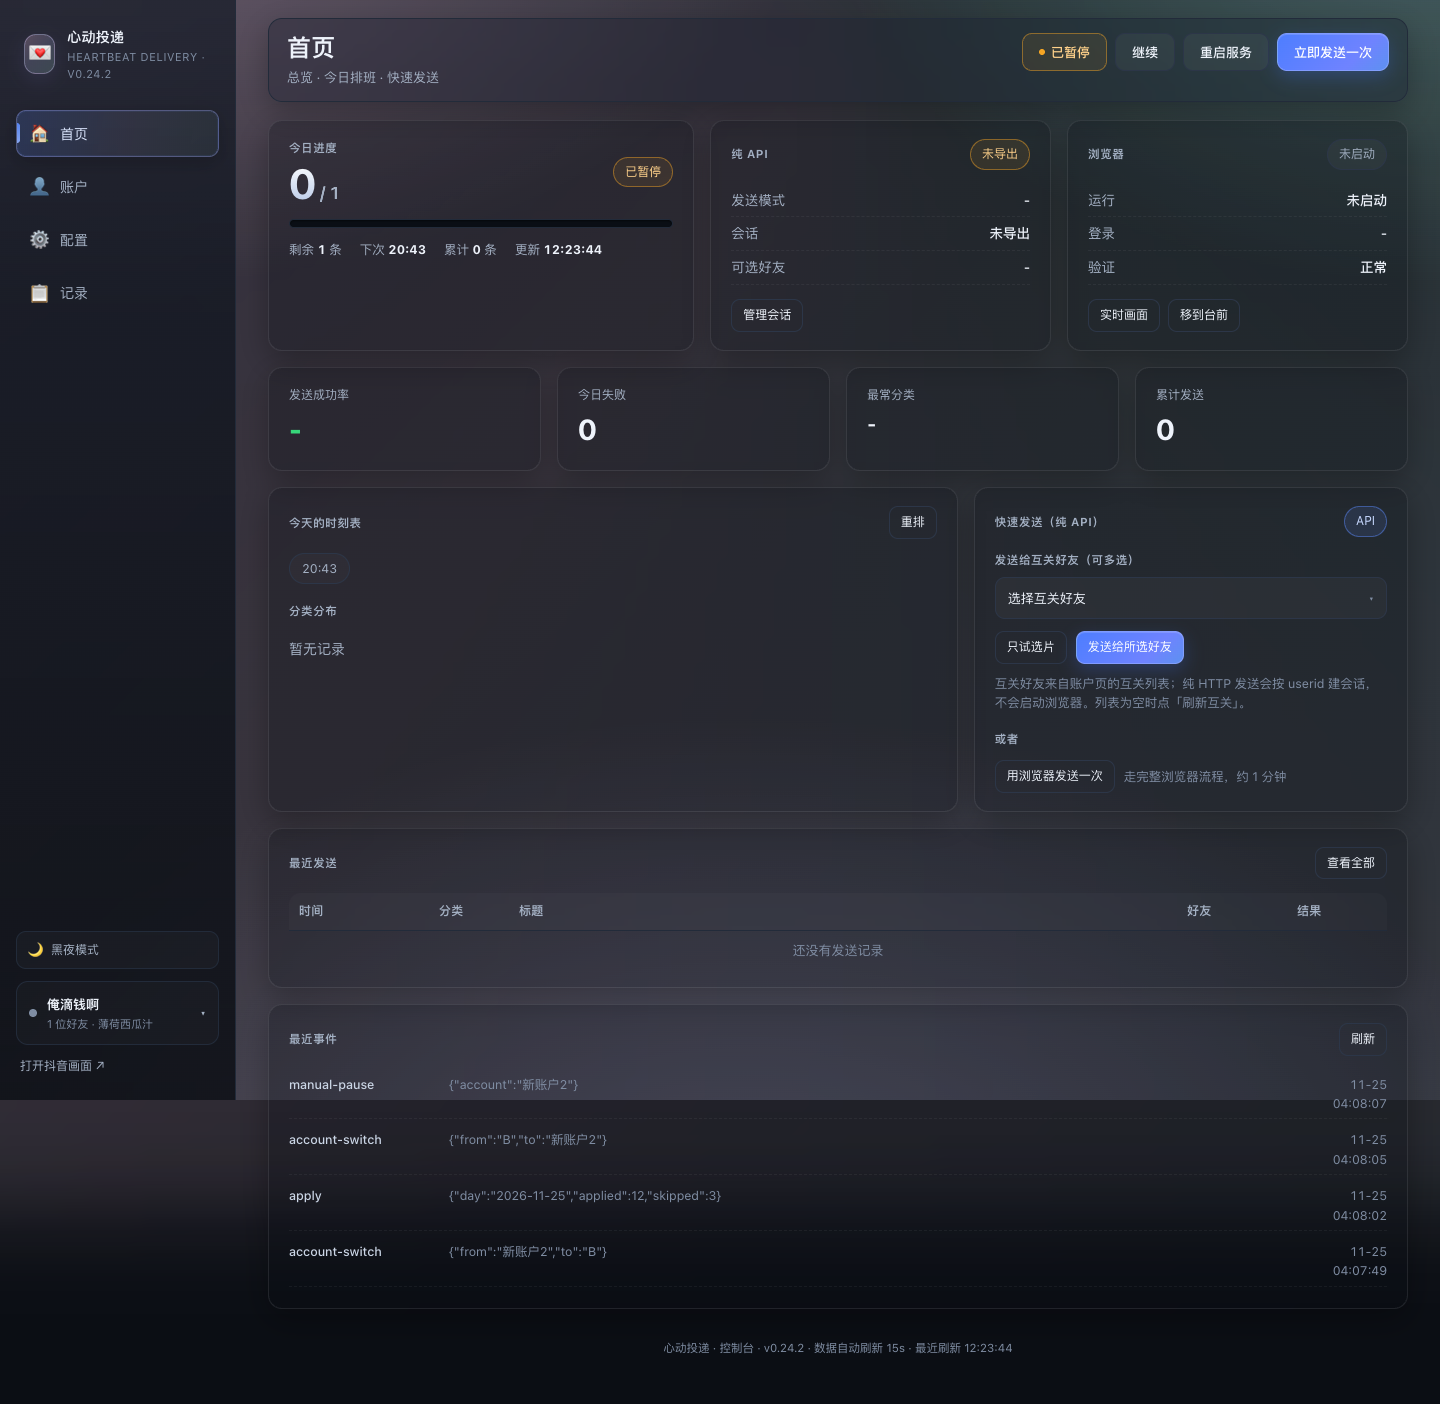 心动投递
HEARTBEAT DELIVERY ·
V0.24.2
首页
账户
配置
记录
黑夜模式
俺滴钱啊
1 位好友 · 薄荷西瓜汁
打开抖音画面 ↗
首页
总览 · 今日排班 · 快速发送
已暂停
继续
重启服务
立即发送一次
今日进度
0 / 1
已暂停
剩余 1 条 下次 20:43 累计 0 条 更新 12:23:44
纯 API
未导出
发送模式 -
会话 未导出
可选好友 -
管理会话
浏览器
未启动
运行 未启动
登录 -
验证 正常
实时画面 移到台前
发送成功率
-
今日失败
0
最常分类
-
累计发送
0
今天的时刻表
重排
20:43
分类分布
暂无记录
快速发送（纯 API）
API
发送给互关好友（可多选）
选择互关好友
只试选片 发送给所选好友
互关好友来自账户页的互关列表；纯 HTTP 发送会按 userid 建会话，
不会启动浏览器。列表为空时点「刷新互关」。
或者
用浏览器发送一次 走完整浏览器流程，约 1 分钟
最近发送
查看全部
时间 分类 标题 好友 结果
还没有发送记录
最近事件
刷新
manual-pause {"account":"新账户2"} 11-25
04:08:07
account-switch {"from":"B","to":"新账户2"} 11-25
04:08:05
apply {"day":"2026-11-25","applied":12,"skipped":3} 11-25
04:08:02
account-switch {"from":"新账户2","to":"B"} 11-25
04:07:49
心动投递 · 控制台 · v0.24.2 · 数据自动刷新 15s · 最近刷新 12:23:44